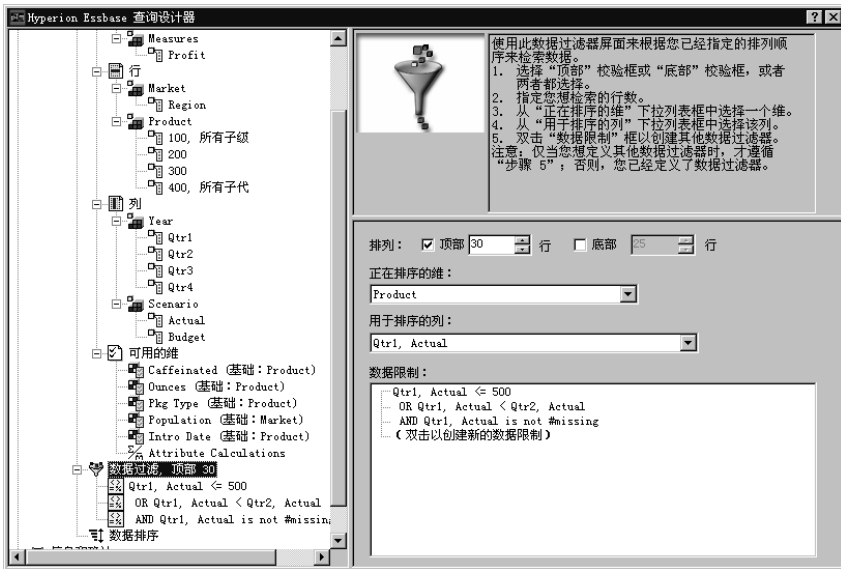 Hyperion Essbase 查询设计器
Measures
Profit
行
Market
Region
Product
100, 所有子级
200
300
400, 所有子代
列
Year
Qtr1
Qtr2
Qtr3
Qtr4
Scenario
Actual
Budget
可用的维
Caffeinated (基础：Product)
Ounces (基础：Product)
Pkg Type (基础：Product)
Population (基础：Market)
Intro Date (基础：Product)
Attribute Calculations
数据过滤, 顶部 30
Qtr1, Actual <= 500
OR Qtr1, Actual < Qtr2, Actual
AND Qtr1, Actual is not #missin
数据排序
使用此数据过滤器屏幕来根据您已经指定的排列顺
序来检索数据。
1. 选择“顶部”校验框或“底部”校验框，或者
两者都选择。
2. 指定您想检索的行数。
3. 从“正在排序的维”下拉列表框中选择一个维。
4. 从“用于排序的列”下拉列表框中选择该列。
5. 双击“数据限制”框以创建其他数据过滤器。
注意：仅当您想定义其他数据过滤器时，才遵循
“步骤 5”；否则，您已经定义了数据过滤器。
排列： 顶部 30 行 底部 25 行
正在排序的维：
Product
用于排序的列：
Qtr1, Actual
数据限制：
Qtr1, Actual <= 500
OR Qtr1, Actual < Qtr2, Actual
AND Qtr1, Actual is not #missing
(双击以创建新的数据限制)